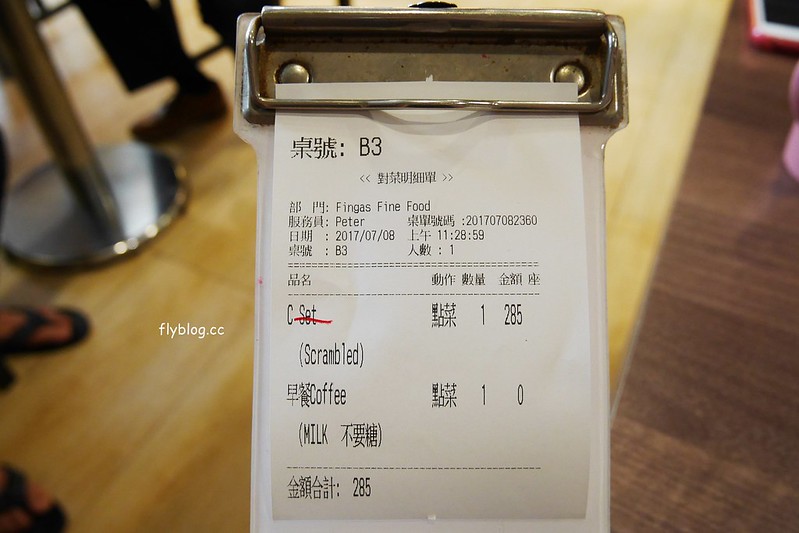 桌號: B3
<< 對菜明細單 >>
部 門: Fingas Fine Food
服務員: Peter 桌單號碼 :201707082360
日期 : 2017/07/08 上午 11:28:59
桌號 : B3 人數 : 1
品名 動作 數量 金額 座
C Set 點菜 1 285
(Scrambled)
早餐Coffee 點菜 1 0
(MILK 不要糖)
金額合計: 285
flyblog.cc